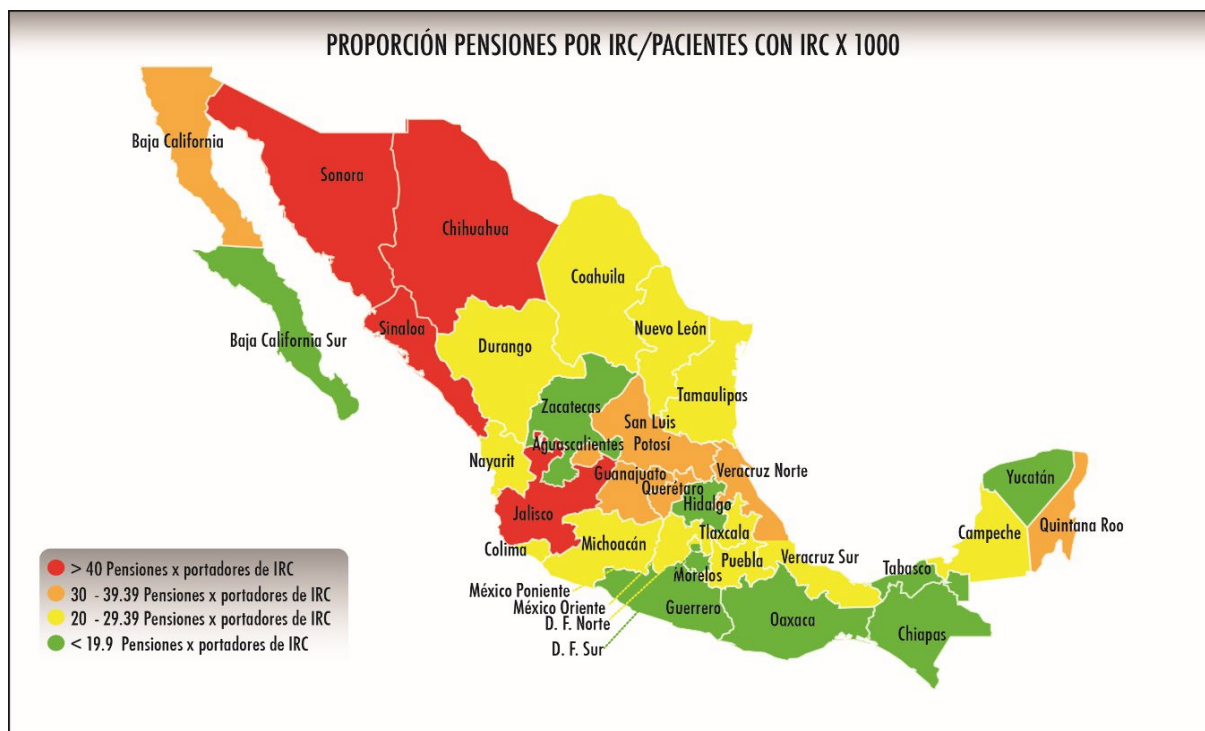 PROPORCIÓN PENSIONES POR IRC/PACIENTES CON IRC X 1000
Baja California
Sonora
Chihuahua
Coahuila
Baja California Sur
Sinaloa
Durango
Nuevo León
Tamaulipas
Zacatecas
San Luis
Potosí
Aguascalientes
Nayarit
Guanajuato
Veracruz Norte
Querétaro
Hidalgo
Yucatán
Jalisco
Quintana Roo
Tlaxcala
Campeche
Colima
Michoacán
Puebla
Veracruz Sur
Tabasco
Morelos
México Poniente
México Oriente
Guerrero
D. F. Norte
Oaxaca
Chiapas
D. F. Sur
> 40 Pensiones x portadores de IRC
30 - 39.39 Pensiones x portadores de IRC
20 - 29.39 Pensiones x portadores de IRC
< 19.9 Pensiones x portadores de IRC